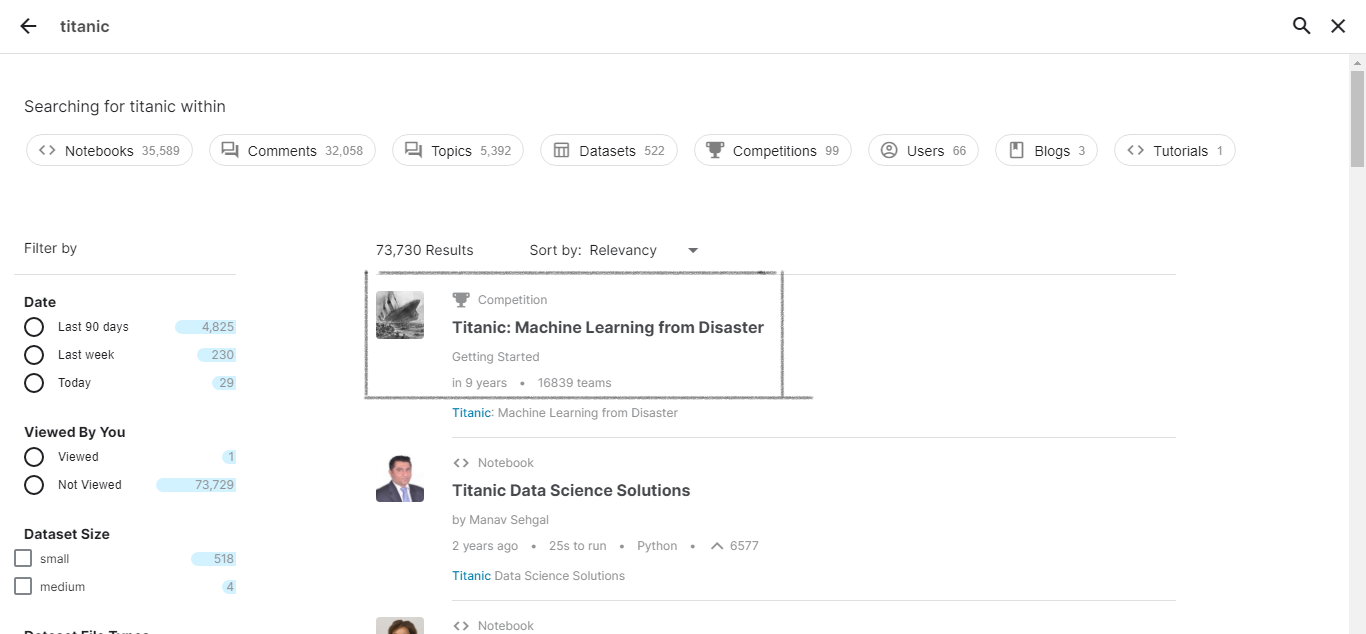 titanic
Searching for titanic within
Notebooks 35,589 Comments 32,058 Topics 5,392 Datasets 522 Competitions 99 Users 66 Blogs 3 Tutorials 1
Filter by
73,730 Results Sort by: Relevancy
Date
Last 90 days 4,825
Last week 230
Today 29
Viewed By You
Viewed 1
Not Viewed 73,729
Dataset Size
small 518
medium 4
Dataset File Types
Competition
Titanic: Machine Learning from Disaster
Getting Started
in 9 years • 16839 teams
Titanic: Machine Learning from Disaster
Notebook
Titanic Data Science Solutions
by Manav Sehgal
2 years ago • 25s to run • Python • 6577
Titanic Data Science Solutions
Notebook